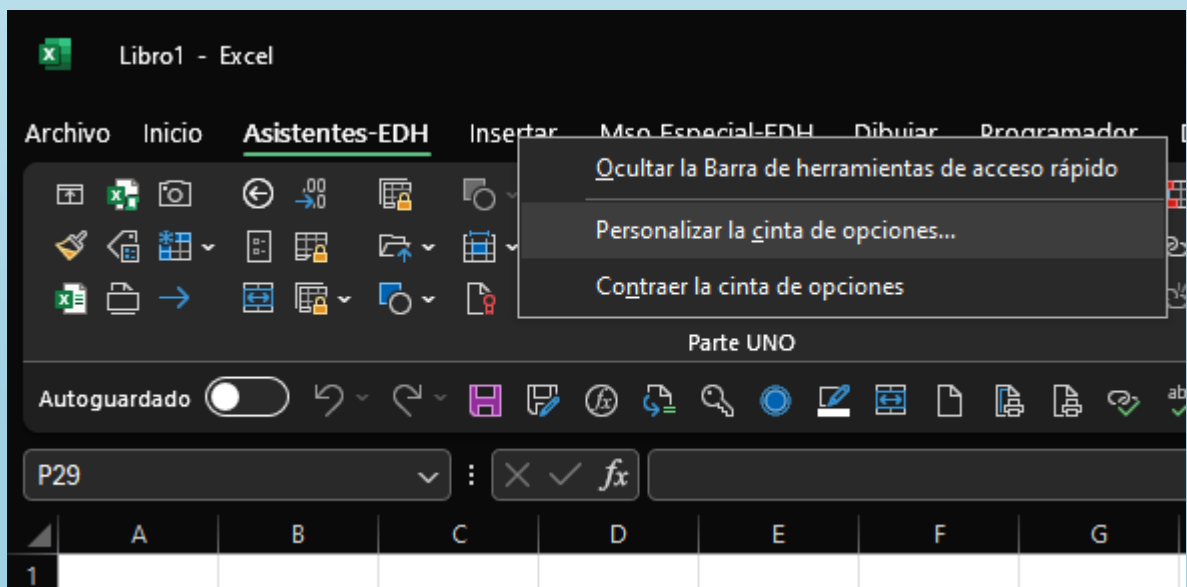 Libro1 - Excel
Archivo Inicio Asistentes-EDH Insertar Mso Especial-EDH Dibujar Programador
Ocultar la Barra de herramientas de acceso rápido
Personalizar la cinta de opciones...
Contraer la cinta de opciones
Parte UNO
Autoguardado
P29 fx
A B C D E F G
1